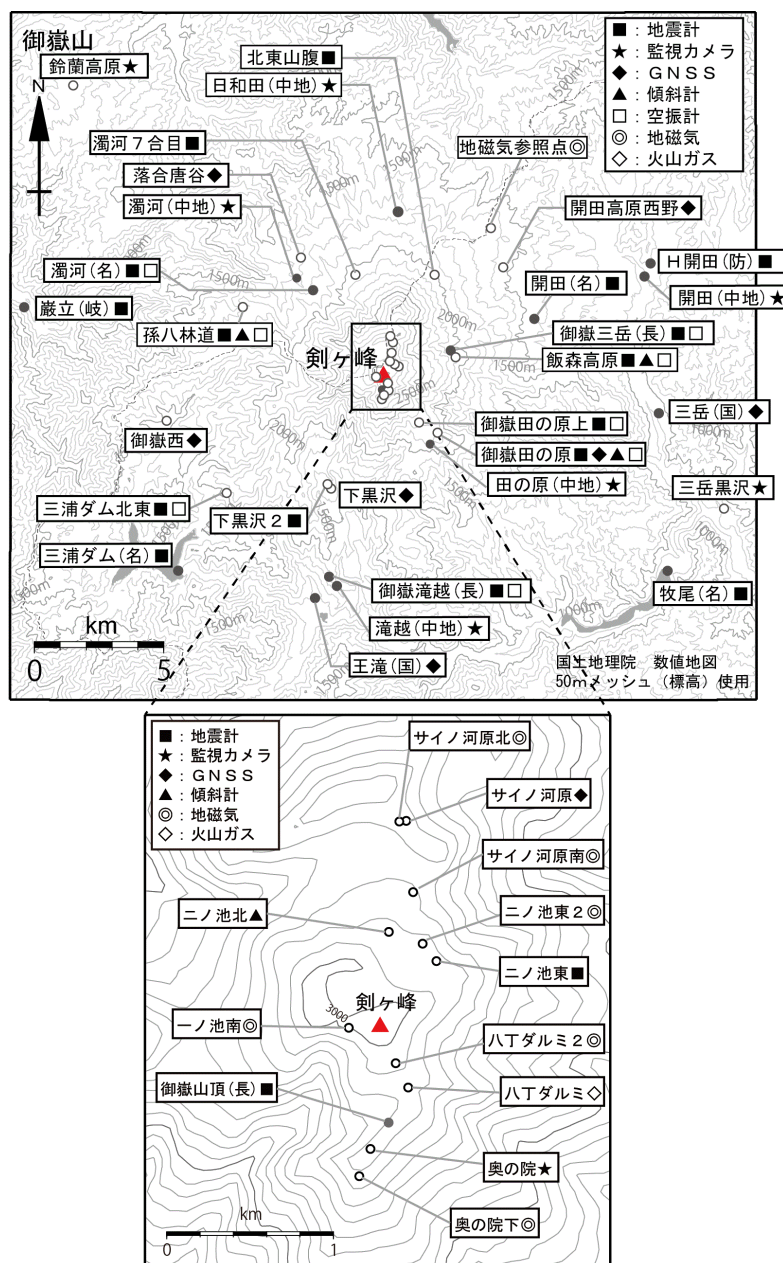 御嶽山
鈴蘭高原★
N
北東山腹■
日和田(中地)★
■：地震計
★：監視カメラ
◆：GNSS
▲：傾斜計
□：空振計
◎：地磁気
◇：火山ガス
濁河７合目■
落合唐谷◆
濁河(中地)★
地磁気参照点◎
開田高原西野◆
濁河(名)■□
巌立(岐)■
孫八林道■▲□
H開田(防)■
開田(名)■
開田(中地)★
御嶽三岳(長)■□
飯森高原■▲□
剣ヶ峰
御嶽西◆
三岳(国)◆
御嶽田の原上■□
御嶽田の原■◆▲□
田の原(中地)★
三岳黒沢★
下黒沢◆
三浦ダム北東■□
下黒沢２■
三浦ダム(名)■
御嶽滝越(長)■□
牧尾(名)■
滝越(中地)★
王滝(国)◆
1500m
1500m
1500m
2000m
1500m
2500m
2000m
1500m
1000m
1000m
1000m
1500m
1500m
km
0 5
国土地理院　数値地図
50mメッシュ（標高）使用
■：地震計
★：監視カメラ
◆：GNSS
▲：傾斜計
◎：地磁気
◇：火山ガス
サイノ河原北◎
サイノ河原◆
サイノ河原南◎
二ノ池北▲
二ノ池東２◎
二ノ池東■
剣ヶ峰
3000
一ノ池南◎
八丁ダルミ２◎
御嶽山頂(長)■
八丁ダルミ◇
奥の院★
奥の院下◎
km
0 1